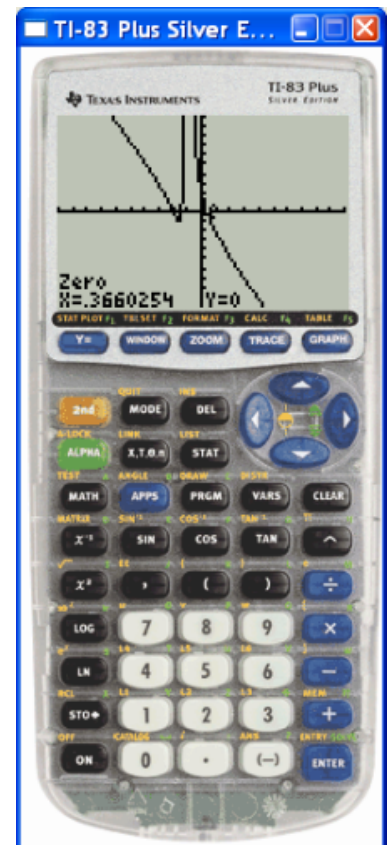 TI-83 Plus Silver E...
TEXAS INSTRUMENTS
TI-83 Plus
SILVER EDITION
Zero
X=.3660254 Y=0
STAT PLOT F1 TBLSET F2 FORMAT F3 CALC F4 TABLE F5
Y= WINDOW ZOOM TRACE GRAPH
QUIT INS
2nd MODE DEL
A-LOCK LINK LIST
ALPHA X,T,θ,n STAT
TEST A ANGLE B DRAW C DISTR
MATH APPS PRGM VARS CLEAR
MATRIX D SIN⁻¹ E COS⁻¹ F TAN⁻¹ G π H
x⁻¹ SIN COS TAN ^
√ I EE J { K } L e M
x² , ( ) ÷
LOG 7 8 9 ×
L4 L5 L6
LN 4 5 6 −
RCL L1 L2 L3 MEM
STO→ 1 2 3 +
OFF CATALOG ANS ENTRY
ON 0 . (−) ENTER